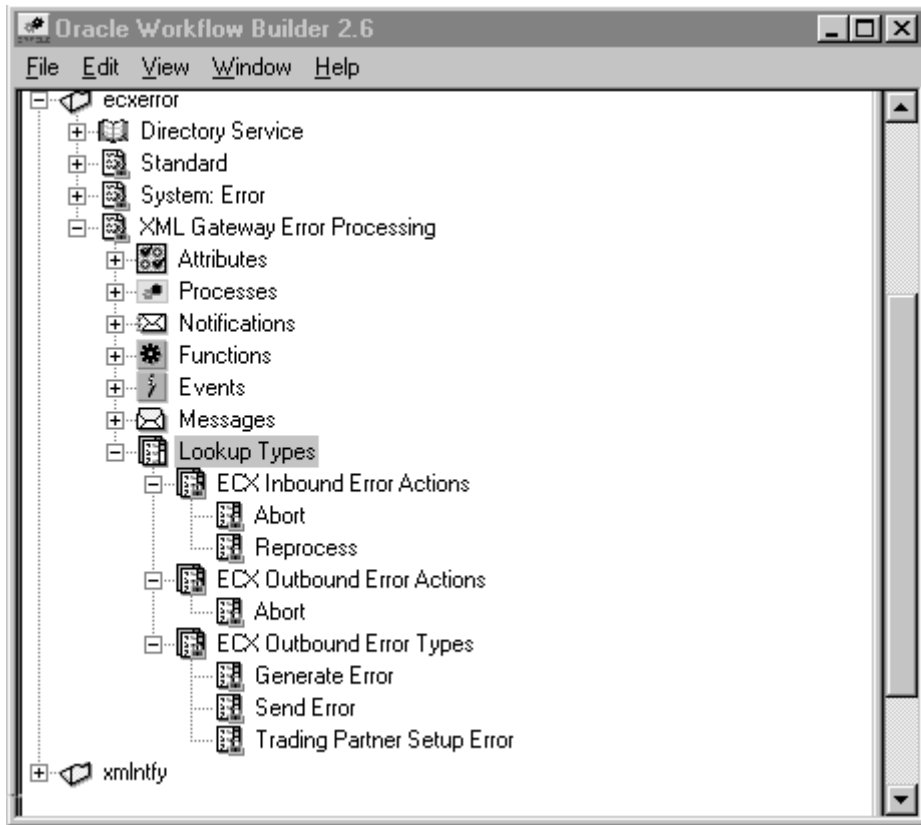 Oracle Workflow Builder 2.6
File Edit View Window Help
ecxerror
Directory Service
Standard
System: Error
XML Gateway Error Processing
Attributes
Processes
Notifications
Functions
Events
Messages
Lookup Types
ECX Inbound Error Actions
Abort
Reprocess
ECX Outbound Error Actions
Abort
ECX Outbound Error Types
Generate Error
Send Error
Trading Partner Setup Error
xmlntfy